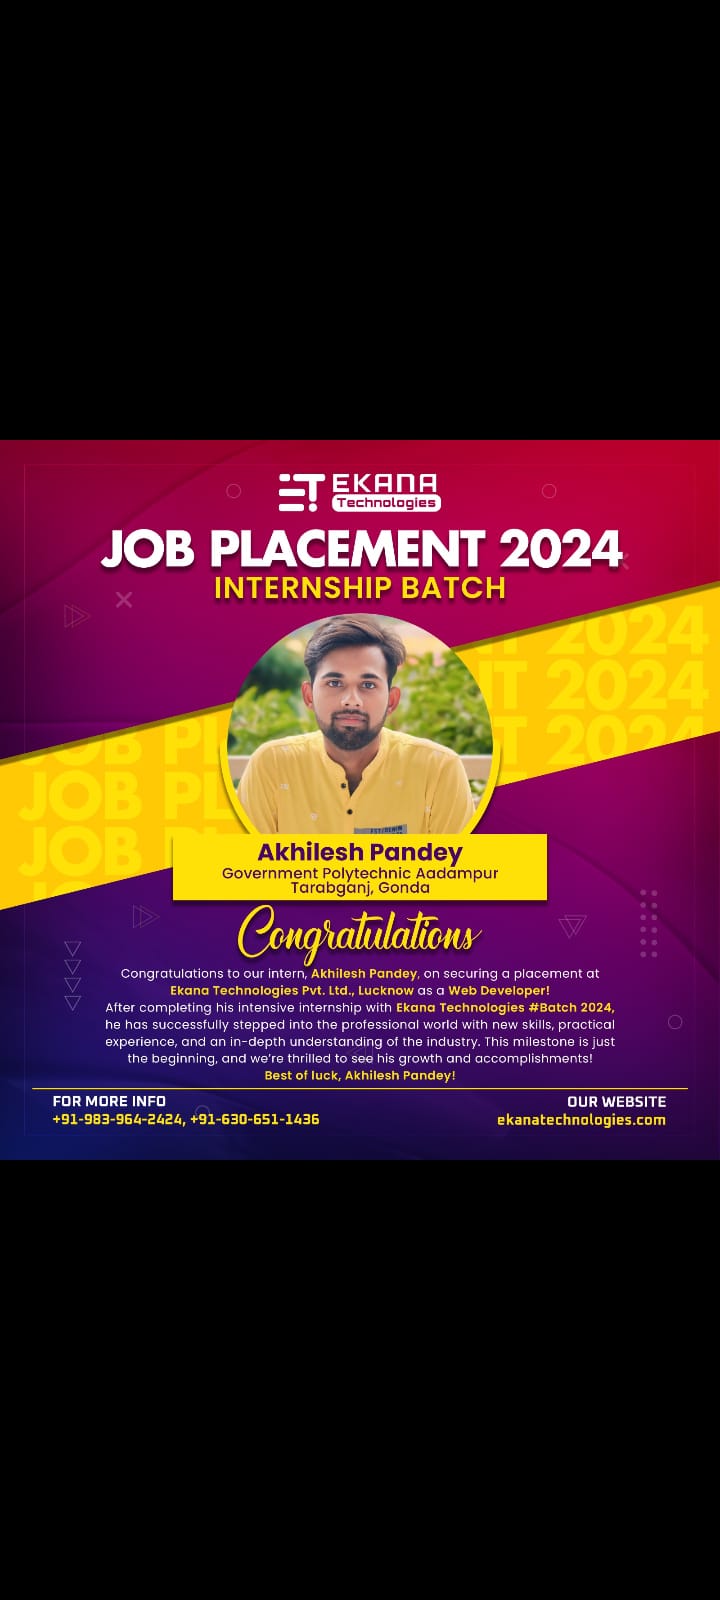 EKANA
Technologies
JOB PLACEMENT 2024
INTERNSHIP BATCH
Akhilesh Pandey
Government Polytechnic Aadampur
Tarabganj, Gonda
Congratulations
Congratulations to our intern, Akhilesh Pandey, on securing a placement at
Ekana Technologies Pvt. Ltd., Lucknow as a Web Developer!
After completing his intensive internship with Ekana Technologies #Batch 2024,
he has successfully stepped into the professional world with new skills, practical
experience, and an in-depth understanding of the industry. This milestone is just
the beginning, and we're thrilled to see his growth and accomplishments!
Best of luck, Akhilesh Pandey!
FOR MORE INFO
+91-983-964-2424, +91-630-651-1436
OUR WEBSITE
ekanatechnologies.com